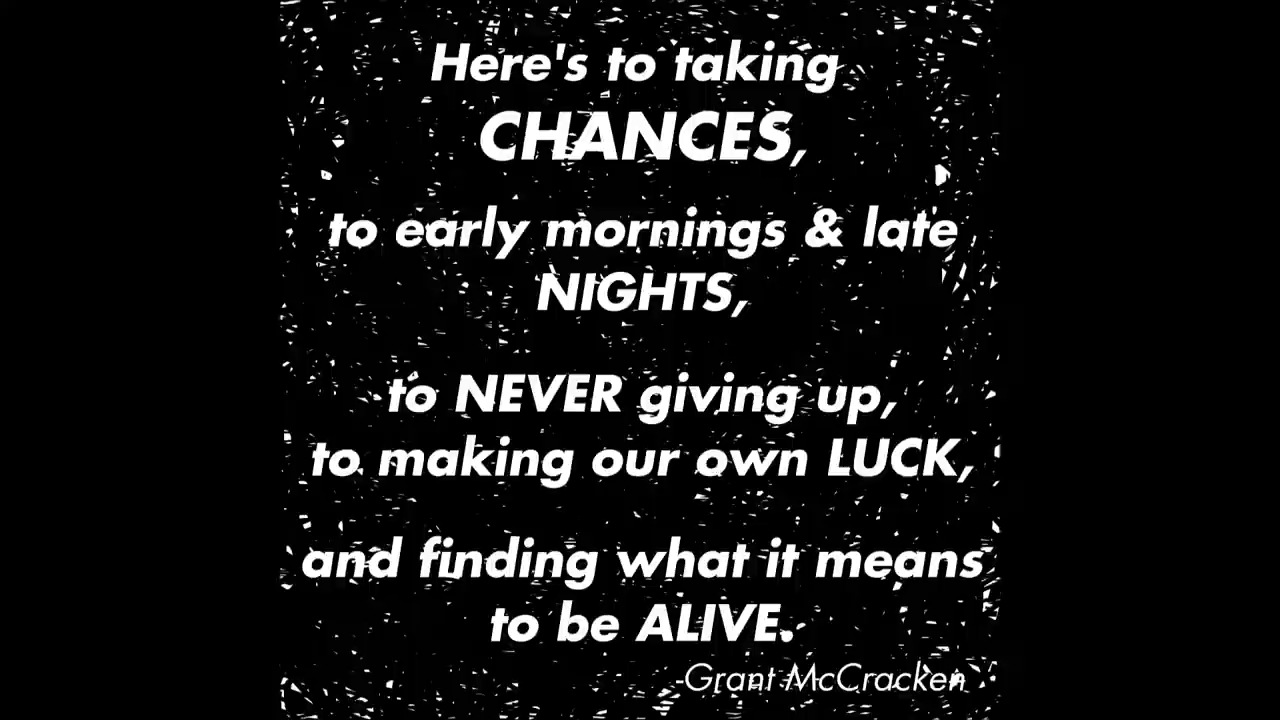 Here's to taking
CHANCES,
to early mornings & late
NIGHTS,
to NEVER giving up,
to making our own LUCK,
and finding what it means
to be ALIVE.
-Grant McCracken